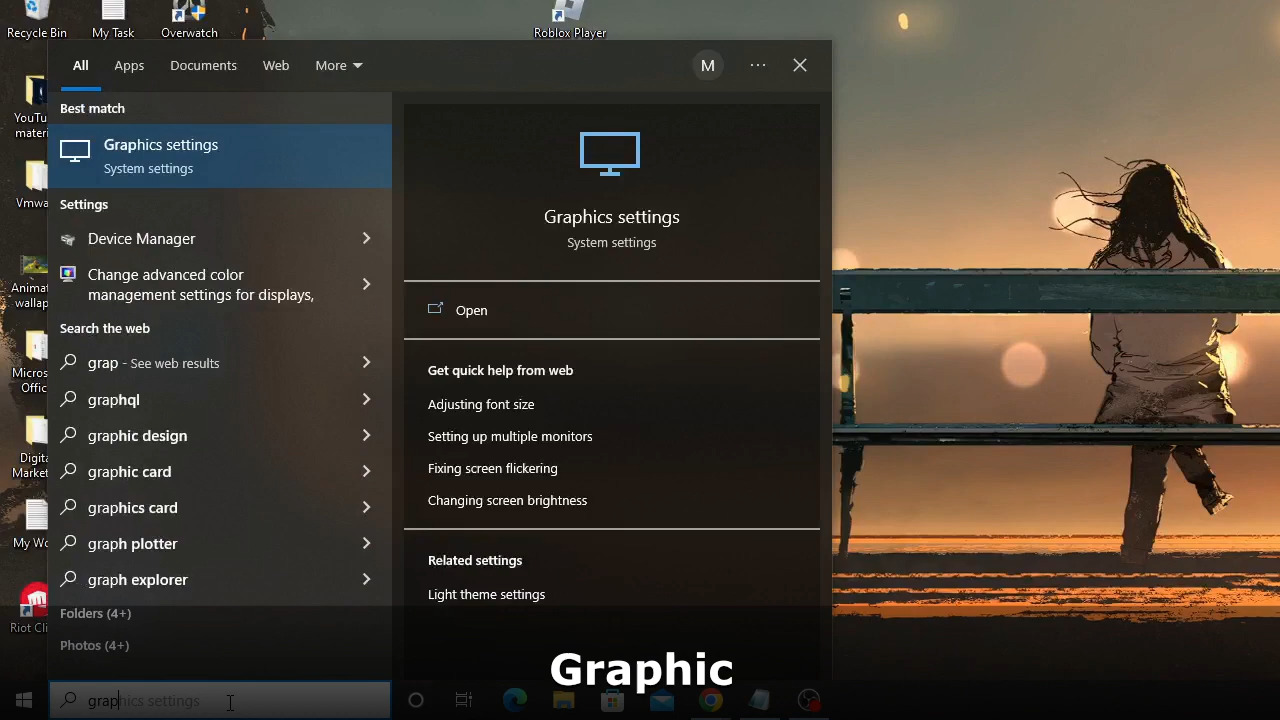 Recycle Bin
My Task
Overwatch
Roblox Player
All
Apps
Documents
Web
More
M
Best match
Graphics settings
System settings
Settings
Device Manager
Change advanced color
management settings for displays,
Search the web
grap - See web results
graphql
graphic design
graphic card
graphics card
graph plotter
graph explorer
Folders (4+)
Photos (4+)
graphics settings
Graphics settings
System settings
Open
Get quick help from web
Adjusting font size
Setting up multiple monitors
Fixing screen flickering
Changing screen brightness
Related settings
Light theme settings
YouTu
materi
Vmwa
Animat
wallap
Micros
Offic
Digita
Market
My Wo
Riot Cli
Graphic